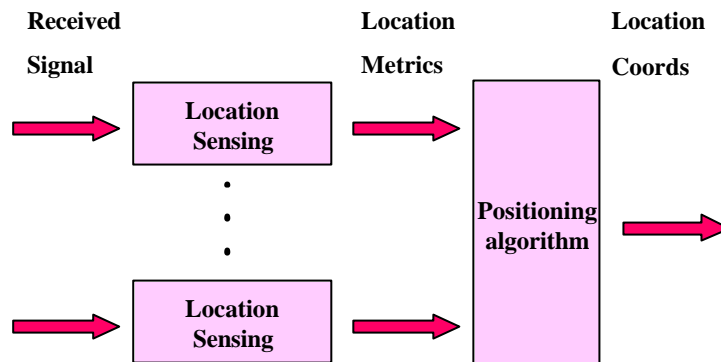 Received
Signal
Location
Metrics
Location
Coords
Location
Sensing
Positioning
algorithm
Location
Sensing